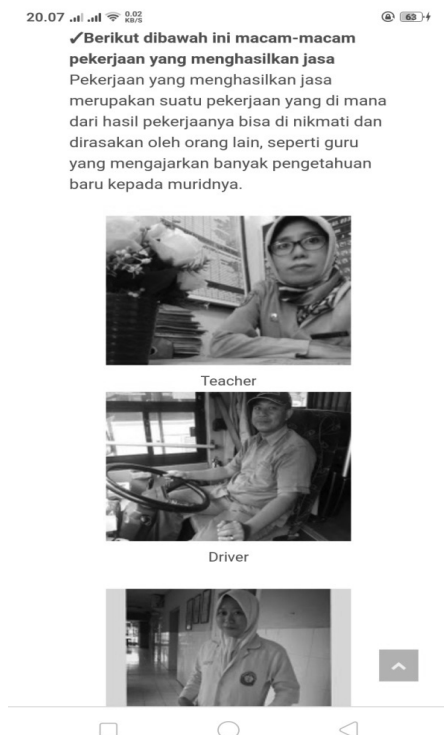 20.07 0.02 KB/S 63
✓Berikut dibawah ini macam-macam
pekerjaan yang menghasilkan jasa
Pekerjaan yang menghasilkan jasa
merupakan suatu pekerjaan yang di mana
dari hasil pekerjaanya bisa di nikmati dan
dirasakan oleh orang lain, seperti guru
yang mengajarkan banyak pengetahuan
baru kepada muridnya.
Teacher
Driver